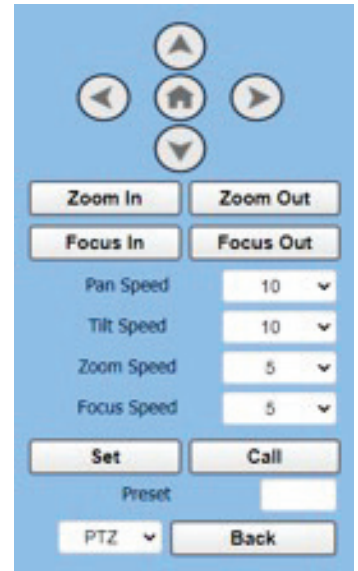 Zoom In Zoom Out
Focus In Focus Out
Pan Speed 10
Tilt Speed 10
Zoom Speed 5
Focus Speed 5
Set Call
Preset
PTZ Back